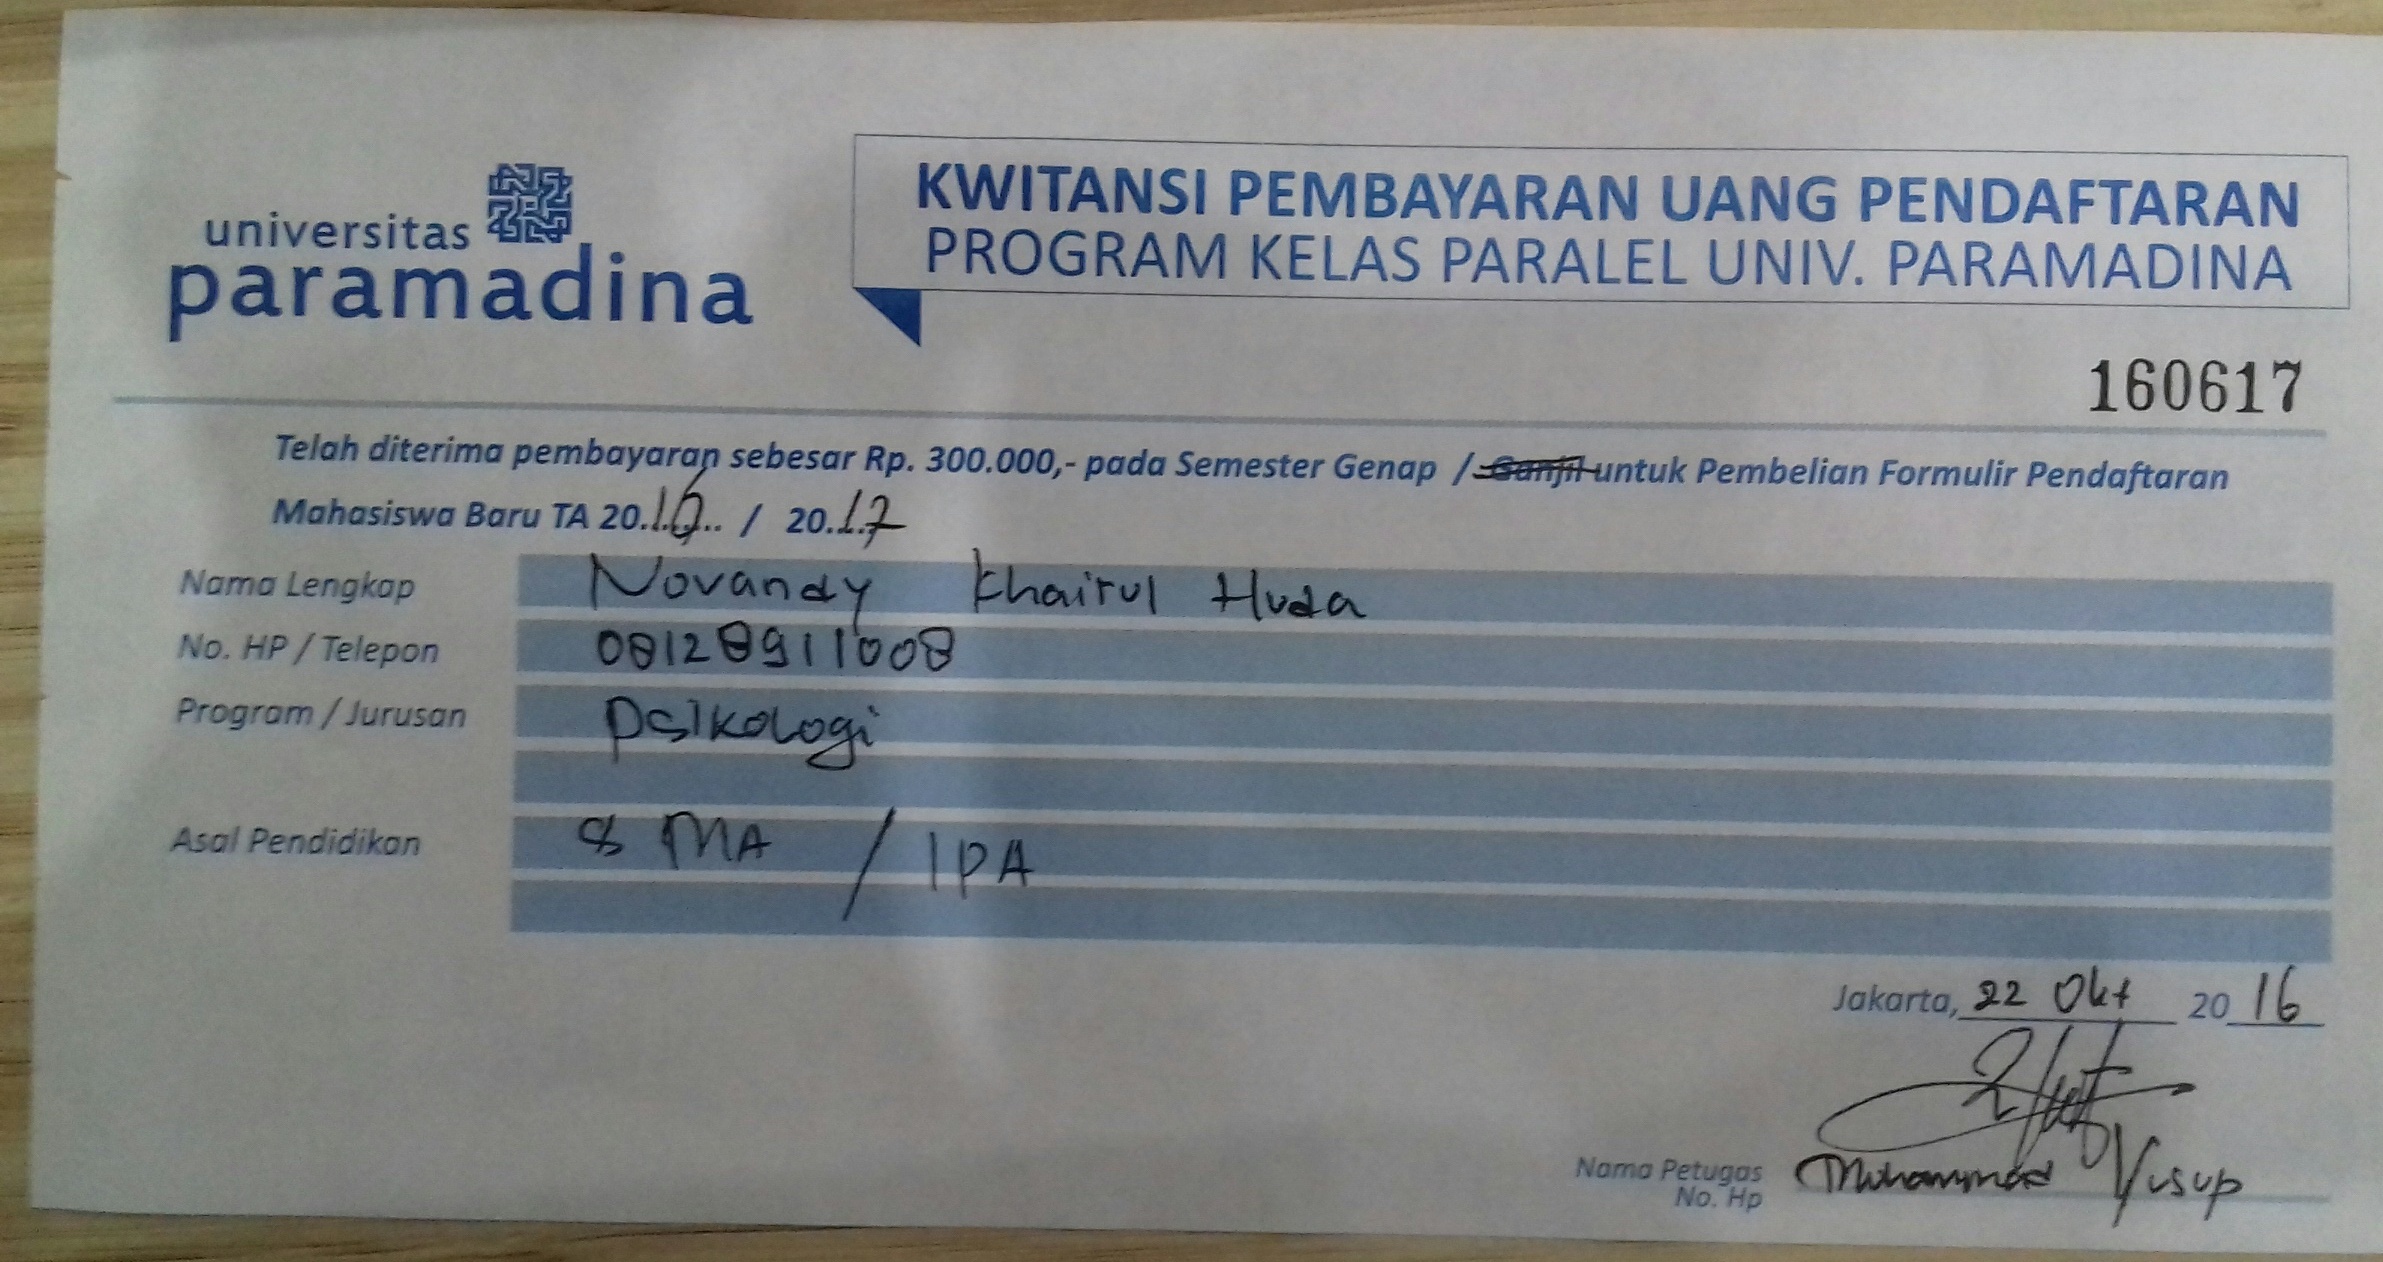 universitas
paramadina
KWITANSI PEMBAYARAN UANG PENDAFTARAN
PROGRAM KELAS PARALEL UNIV. PARAMADINA
160617
Telah diterima pembayaran sebesar Rp. 300.000,- pada Semester Genap / Ganjil untuk Pembelian Formulir Pendaftaran
Mahasiswa Baru TA 20.16.. / 20.17
Nama Lengkap Novandy Khairul Huda
No. HP / Telepon 08128911008
Program / Jurusan Psikologi
Asal Pendidikan SMA / IPA
Jakarta, 22 Okt 2016
Nama Petugas Muhammad Yusup
No. Hp